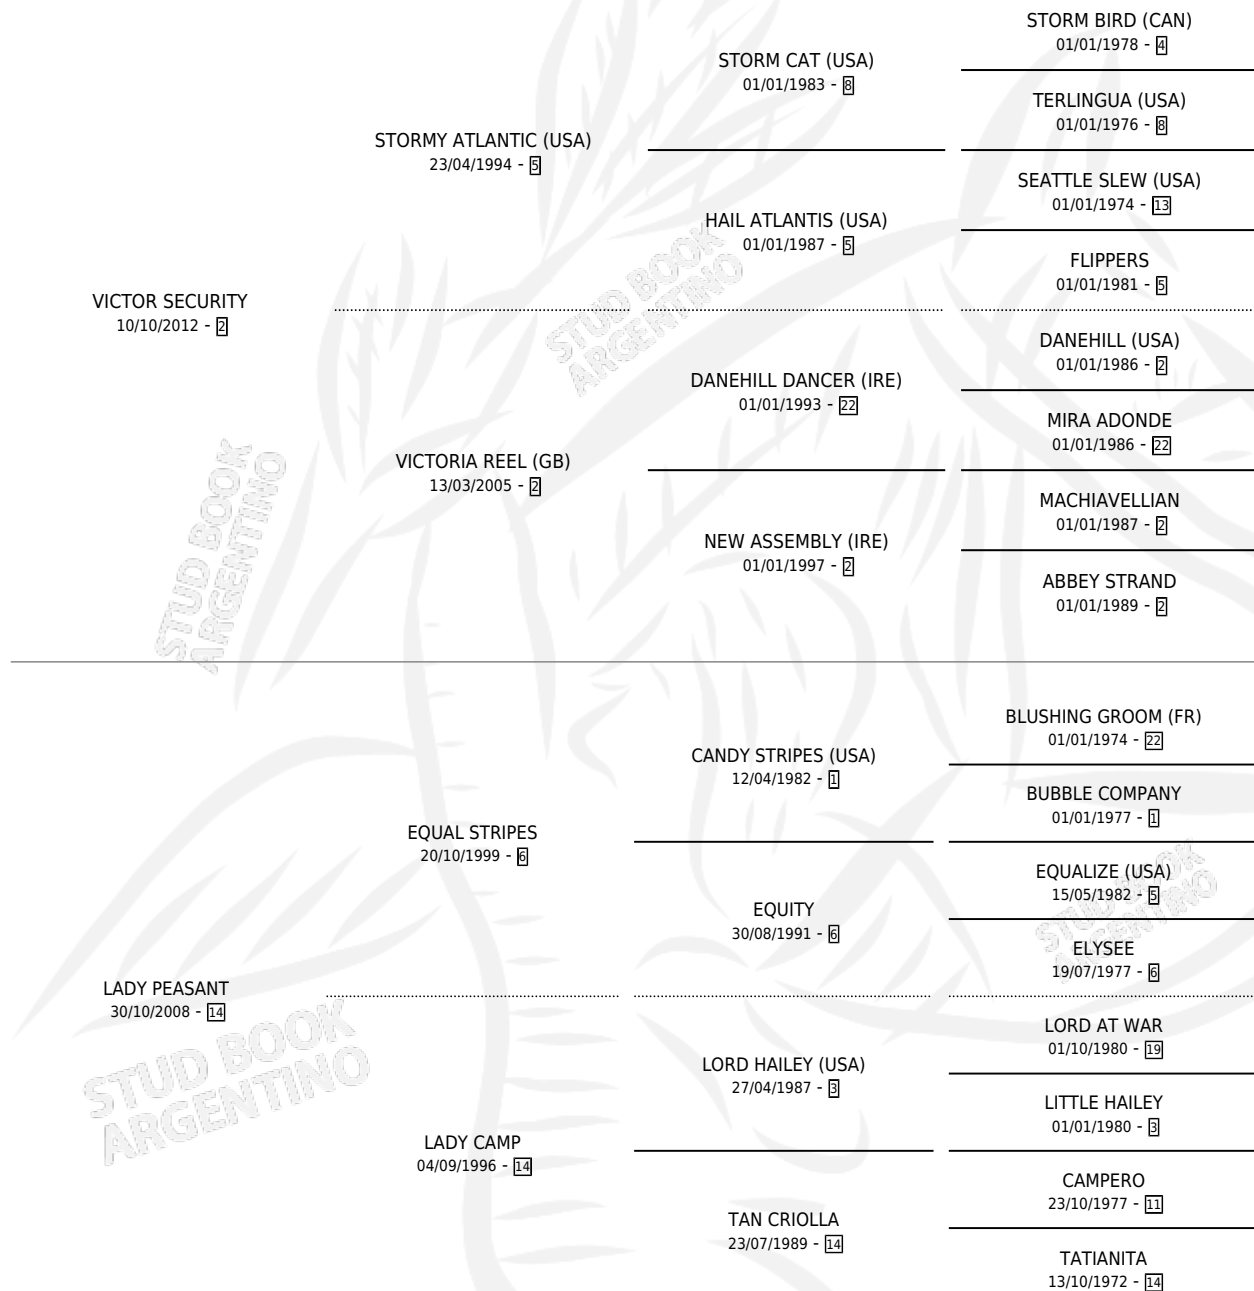 STORM BIRD (CAN)
01/01/1978 - 4
STORM CAT (USA)
01/01/1983 - 8
TERLINGUA (USA)
01/01/1976 - 8
STORMY ATLANTIC (USA)
23/04/1994 - 5
SEATTLE SLEW (USA)
01/01/1974 - 13
HAIL ATLANTIS (USA)
01/01/1987 - 5
FLIPPERS
01/01/1981 - 5
VICTOR SECURITY
10/10/2012 - 2
DANEHILL (USA)
01/01/1986 - 2
DANEHILL DANCER (IRE)
01/01/1993 - 22
MIRA ADONDE
01/01/1986 - 22
VICTORIA REEL (GB)
13/03/2005 - 2
MACHIAVELLIAN
01/01/1987 - 2
NEW ASSEMBLY (IRE)
01/01/1997 - 2
ABBEY STRAND
01/01/1989 - 2
BLUSHING GROOM (FR)
01/01/1974 - 22
CANDY STRIPES (USA)
12/04/1982 - 1
BUBBLE COMPANY
01/01/1977 - 1
EQUAL STRIPES
20/10/1999 - 6
EQUALIZE (USA)
15/05/1982 - 5
EQUITY
30/08/1991 - 6
ELYSEE
19/07/1977 - 6
LADY PEASANT
30/10/2008 - 14
LORD AT WAR
01/10/1980 - 19
LORD HAILEY (USA)
27/04/1987 - 3
LITTLE HAILEY
01/01/1980 - 3
LADY CAMP
04/09/1996 - 14
CAMPERO
23/10/1977 - 11
TAN CRIOLLA
23/07/1989 - 14
TATIANITA
13/10/1972 - 14
STUD BOOK
ARGENTINO
STUD BOOK
ARGENTINO
STUD BOOK
ARGENTINO
STUD BOOK
ARGENTINO